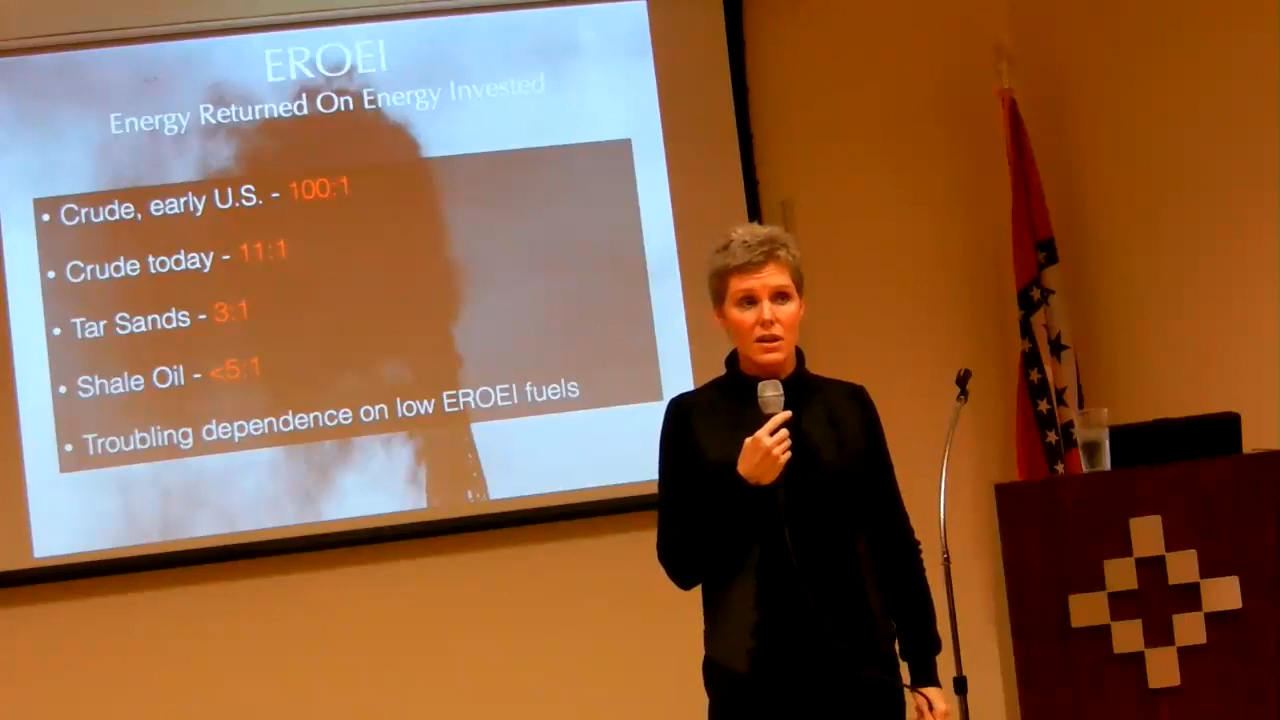 EROEI
Energy Returned On Energy Invested
• Crude, early U.S. - 100:1
• Crude today - 11:1
• Tar Sands - 3:1
• Shale Oil - <5:1
• Troubling dependence on low EROEI fuels